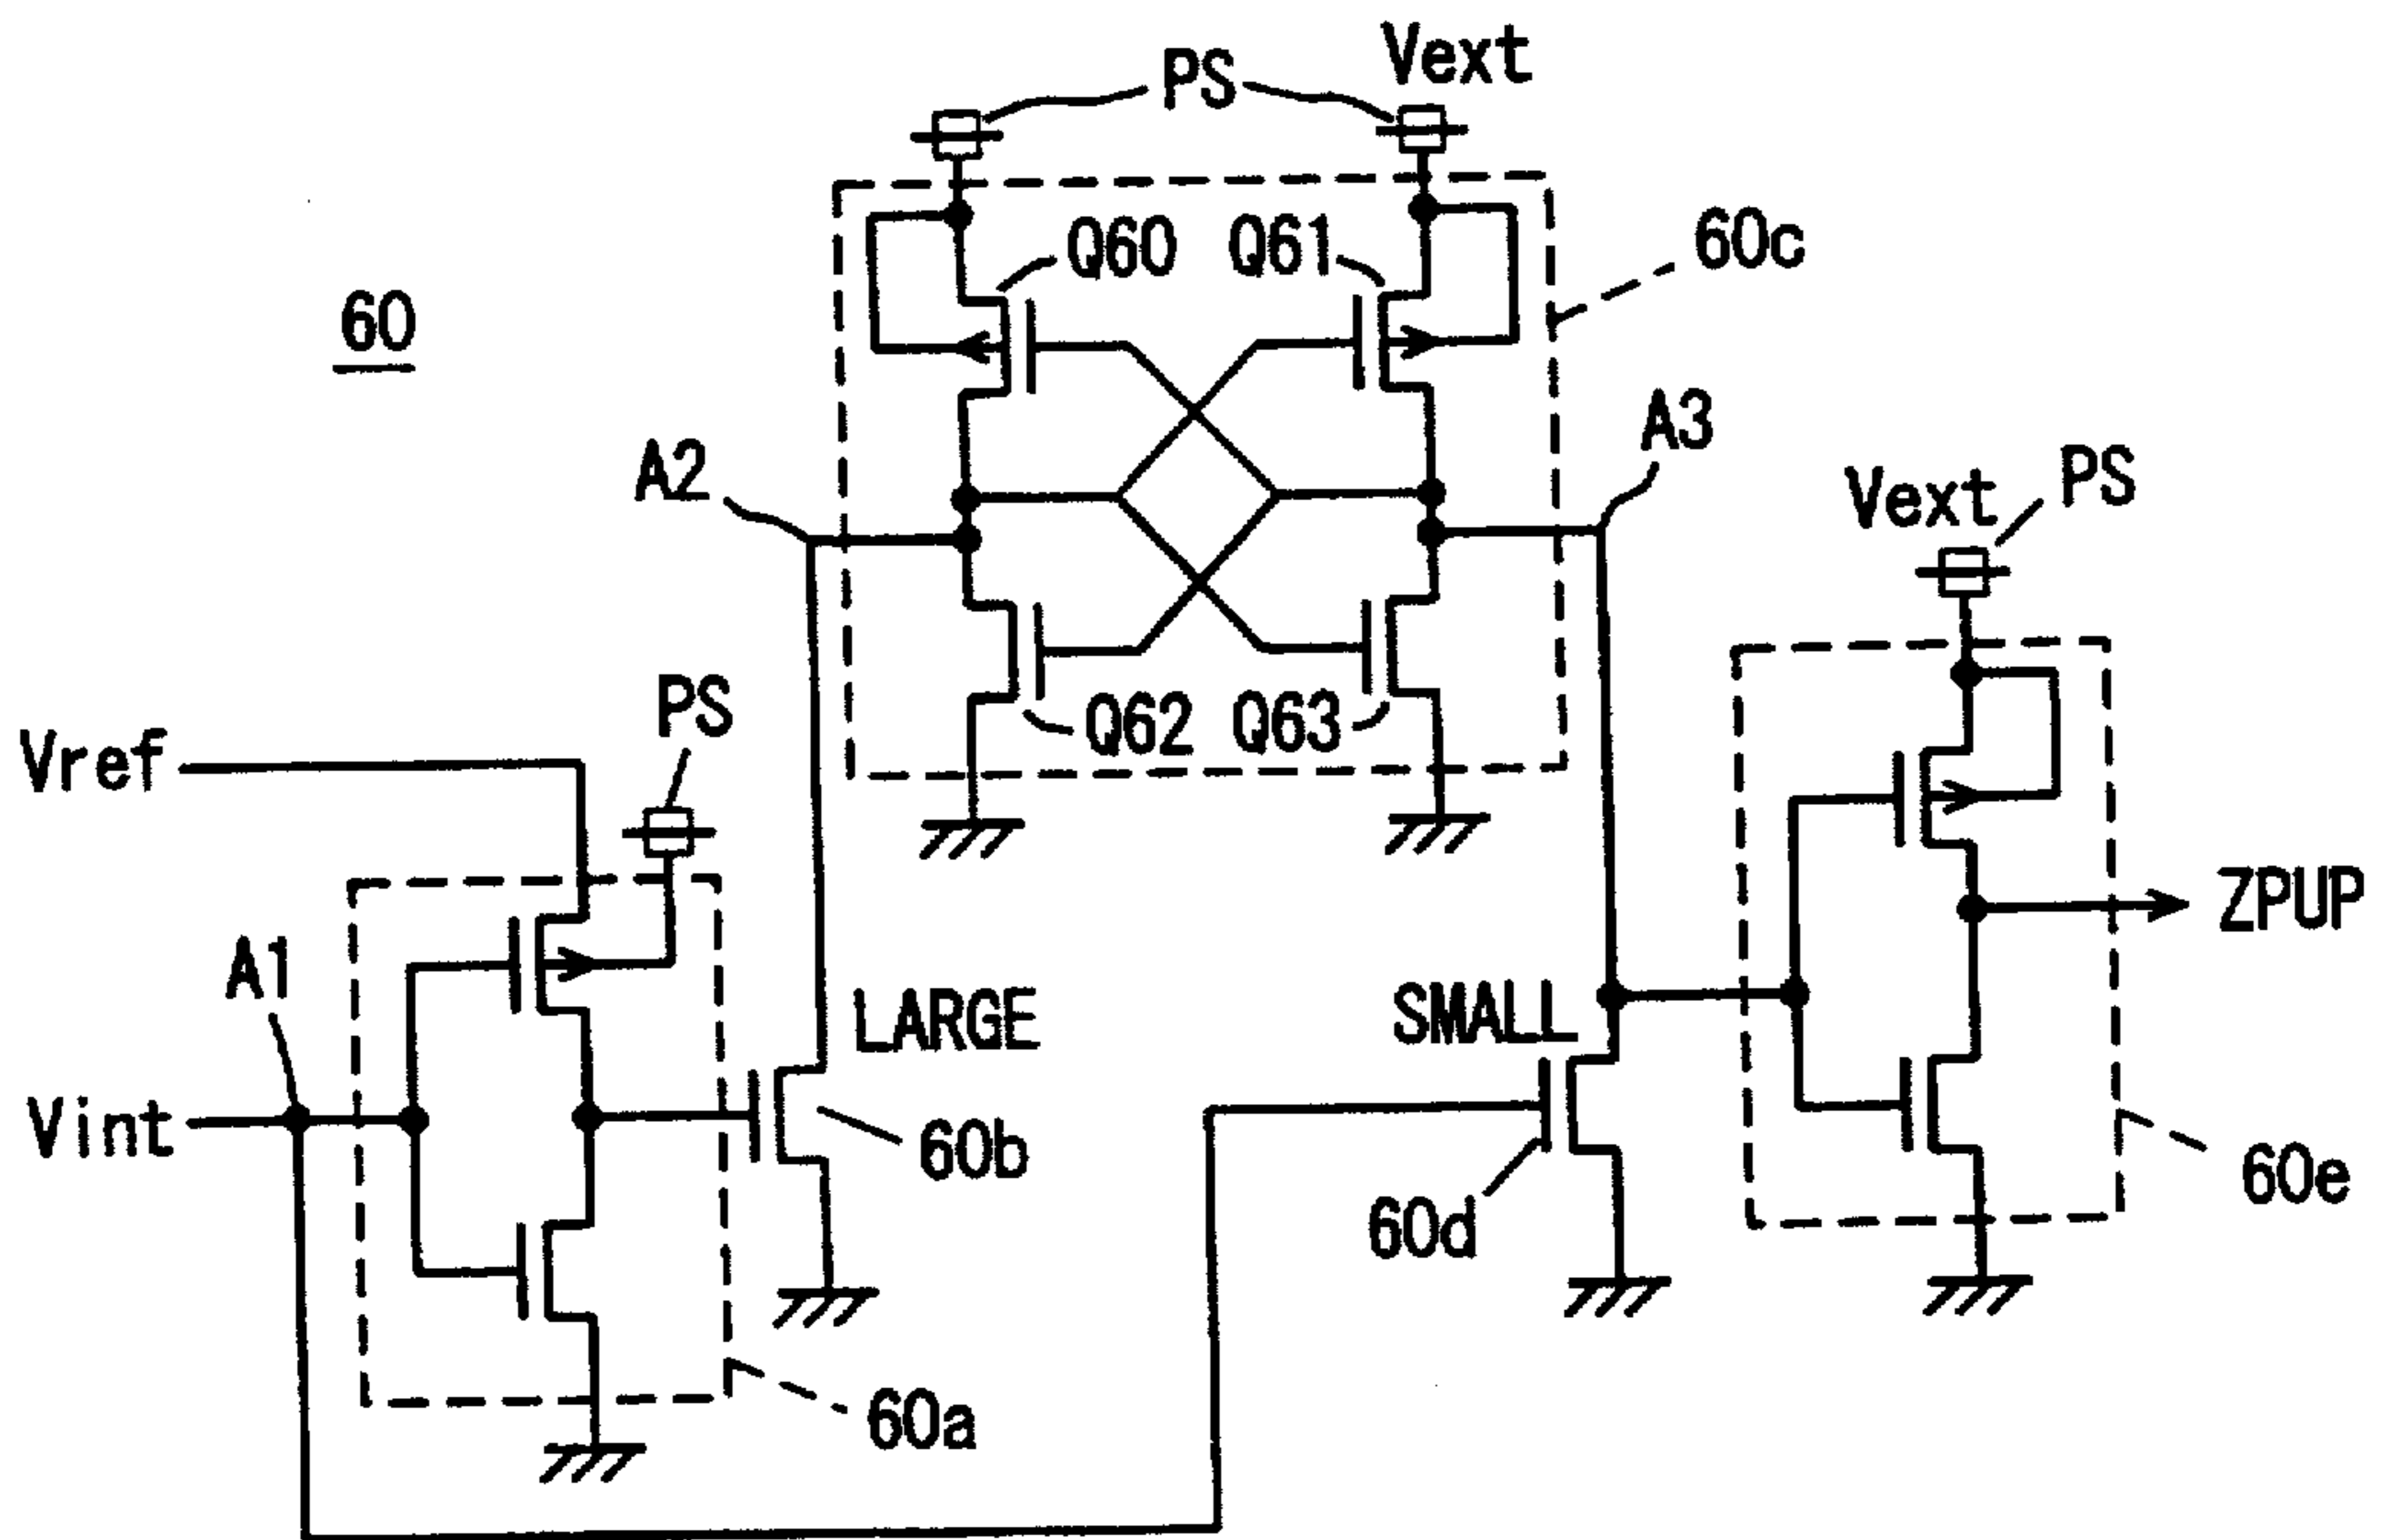 PS
Vext
Q60
Q61
60c
60
A2
A3
Vext
PS
PS
Q62
Q63
Vref
ZPUP
A1
LARGE
SMALL
Vint
60b
60d
60e
60a